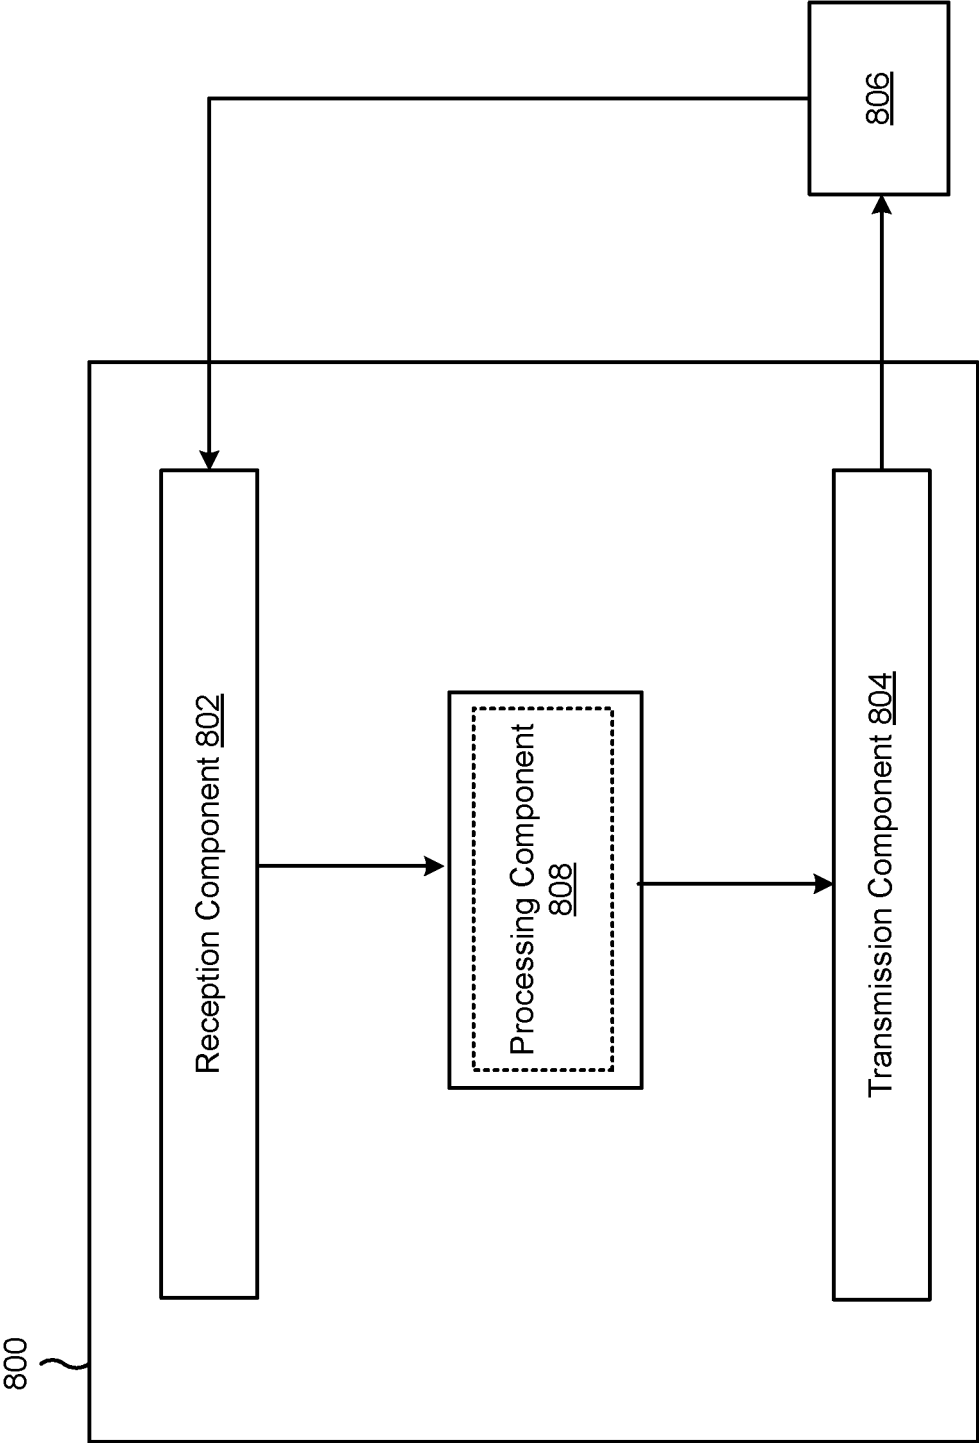 800
Reception Component 802
Processing Component
808
Transmission Component 804
806